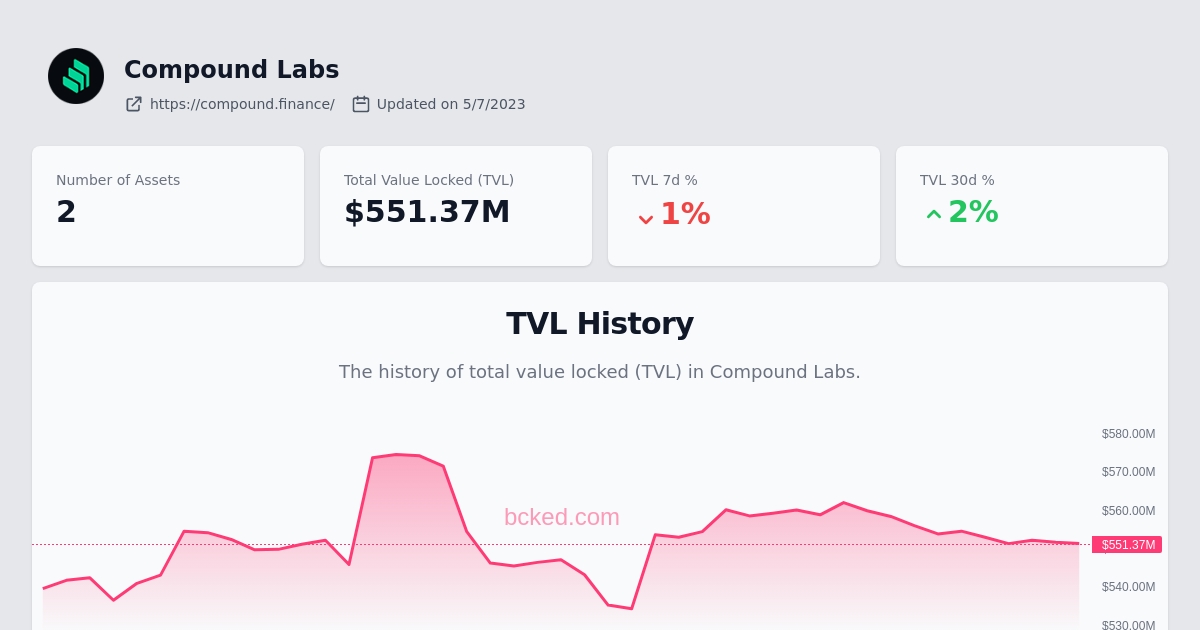 Compound Labs
https://compound.finance/ Updated on 5/7/2023
Number of Assets
2
Total Value Locked (TVL)
$551.37M
TVL 7d %
1%
TVL 30d %
2%
TVL History
The history of total value locked (TVL) in Compound Labs.
$580.00M
$570.00M
bcked.com
$560.00M
$551.37M
$540.00M
$530.00M